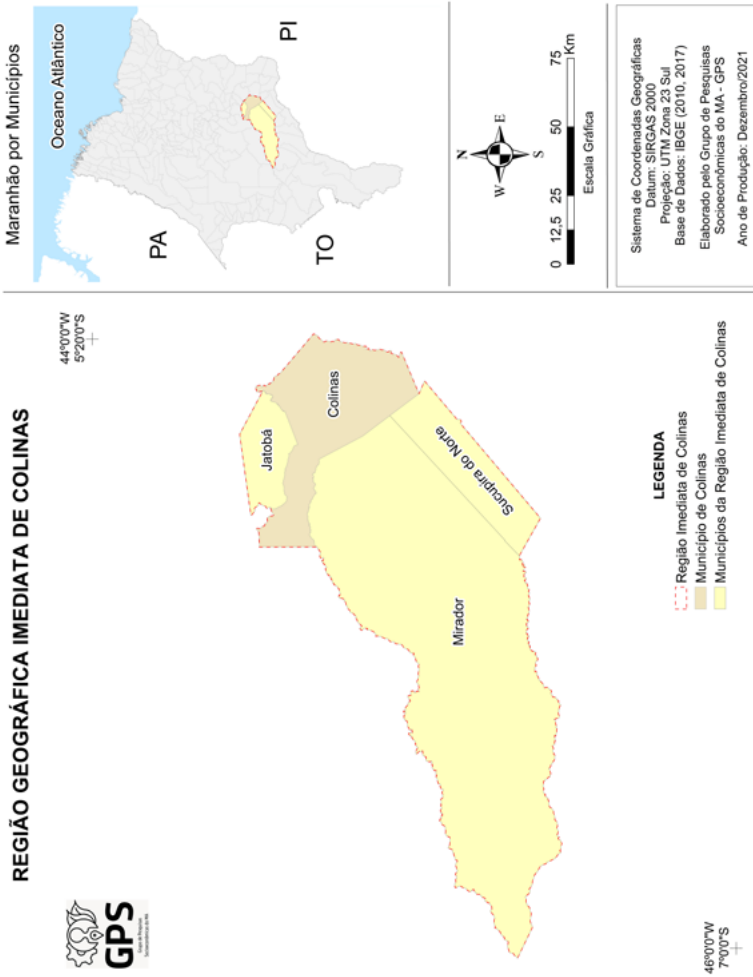 REGIÃO GEOGRÁFICA IMEDIATA DE COLINAS
GPS
44°0'0"W
5°20'0"S
Jatobá
Colinas
Sucupira do Norte
Mirador
46°0'0"W
7°0'0"S
LEGENDA
Região Imediata de Colinas
Município de Colinas
Municípios da Região Imediata de Colinas
Maranhão por Municípios
Oceano Atlântico
PA
PI
TO
N
W
E
S
0 12,5 25 50 75
Km
Escala Gráfica
Sistema de Coordenadas Geográficas
Datum: SIRGAS 2000
Projeção: UTM Zona 23 Sul
Base de Dados: IBGE (2010, 2017)
Elaborado pelo Grupo de Pesquisas
Socioeconômicas do MA - GPS
Ano de Produção: Dezembro/2021